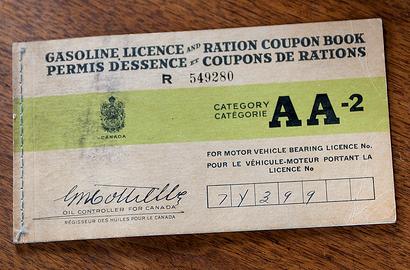 GASOLINE LICENCE AND RATION COUPON BOOK
PERMIS D'ESSENCE ET COUPONS DE RATIONS
R 549280
CANADA
CATEGORY
CATÉGORIE
AA-2
FOR MOTOR VEHICLE BEARING LICENCE No.
POUR LE VÉHICULE-MOTEUR PORTANT LA
LICENCE No
7Y299
OIL CONTROLLER FOR CANADA
RÉGISSEUR DES HUILES POUR LE CANADA